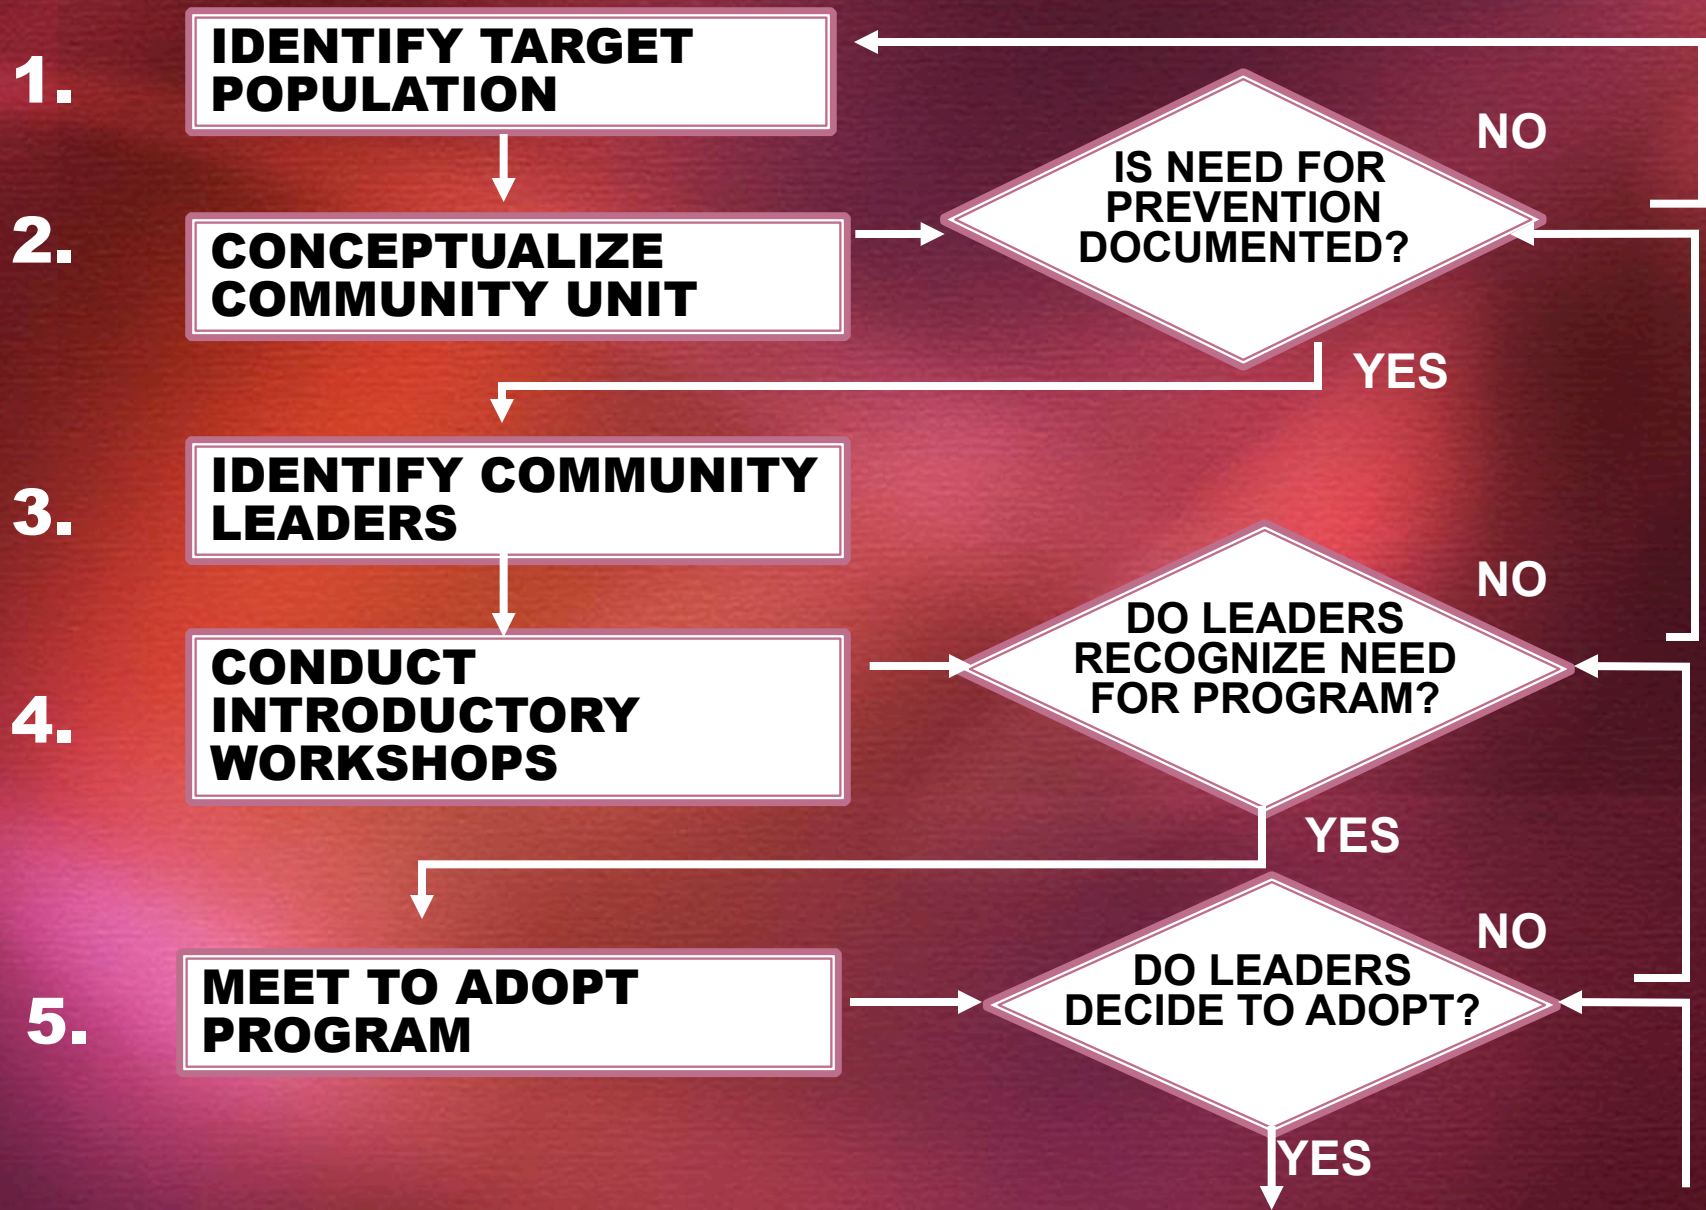 1.
IDENTIFY TARGET
POPULATION
2.
CONCEPTUALIZE
COMMUNITY UNIT
IS NEED FOR
PREVENTION
DOCUMENTED?
NO
YES
3.
IDENTIFY COMMUNITY
LEADERS
4.
CONDUCT
INTRODUCTORY
WORKSHOPS
DO LEADERS
RECOGNIZE NEED
FOR PROGRAM?
NO
YES
5.
MEET TO ADOPT
PROGRAM
DO LEADERS
DECIDE TO ADOPT?
NO
YES